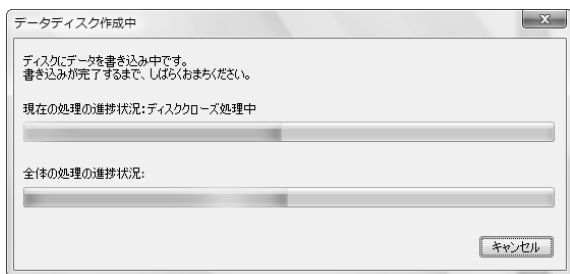 データディスク作成中
ディスクにデータを書き込み中です。
書き込みが完了するまで、しばらくおまちください。
現在の処理の進捗状況:ディスククローズ処理中
全体の処理の進捗状況:
キャンセル